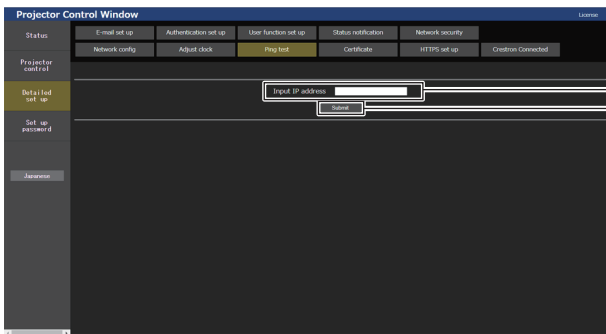 Projector Control Window
License
Status
E-mail set up
Authentication set up
User function set up
Status notification
Network security
Network config
Adjust clock
Ping test
Certificate
HTTPS set up
Crestron Connected
Projector
control
Detailed
set up
Set up
password
Japanese
Input IP address
Submit